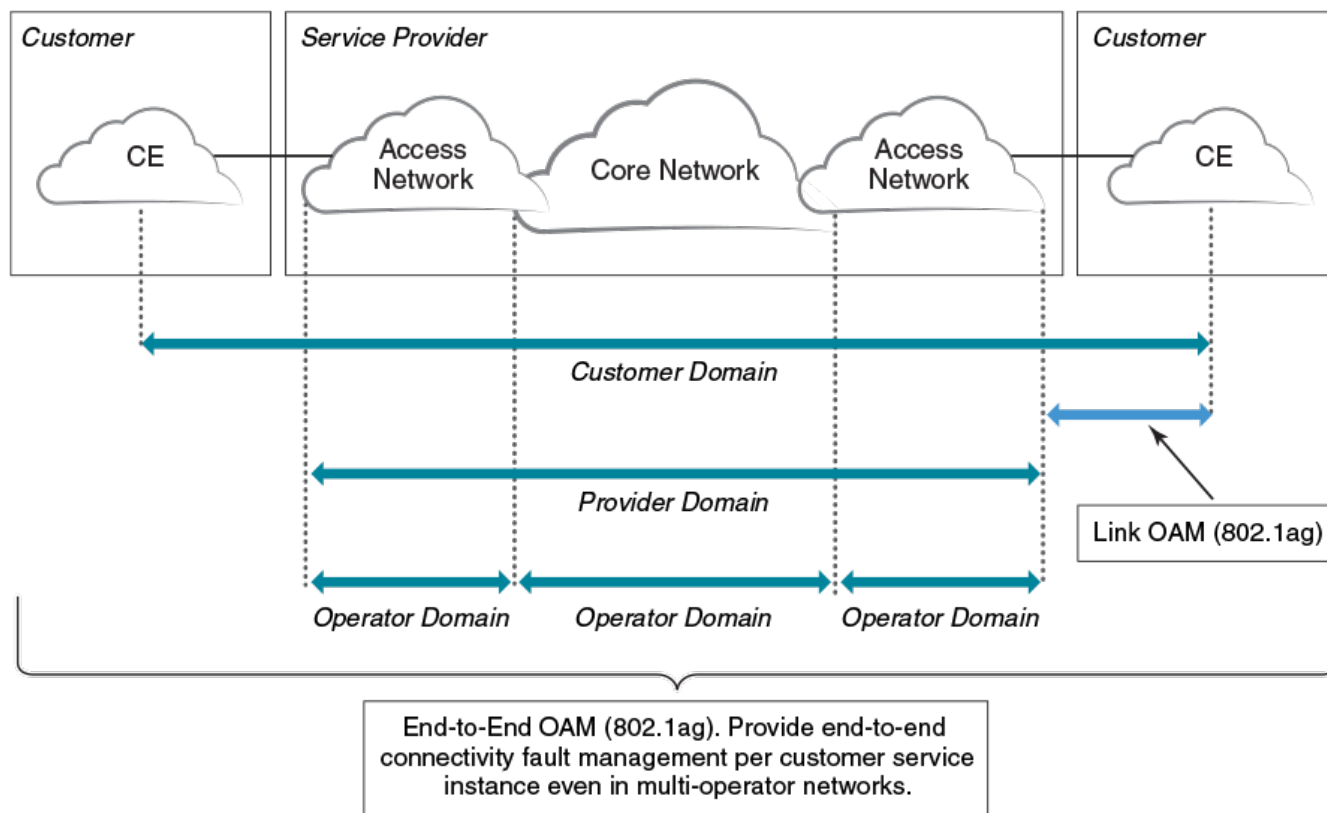 Customer
Service Provider
Customer
CE
Access
Network
Core Network
Access
Network
CE
Customer Domain
Provider Domain
Link OAM (802.1ag)
Operator Domain
Operator Domain
Operator Domain
End-to-End OAM (802.1ag). Provide end-to-end
connectivity fault management per customer service
instance even in multi-operator networks.